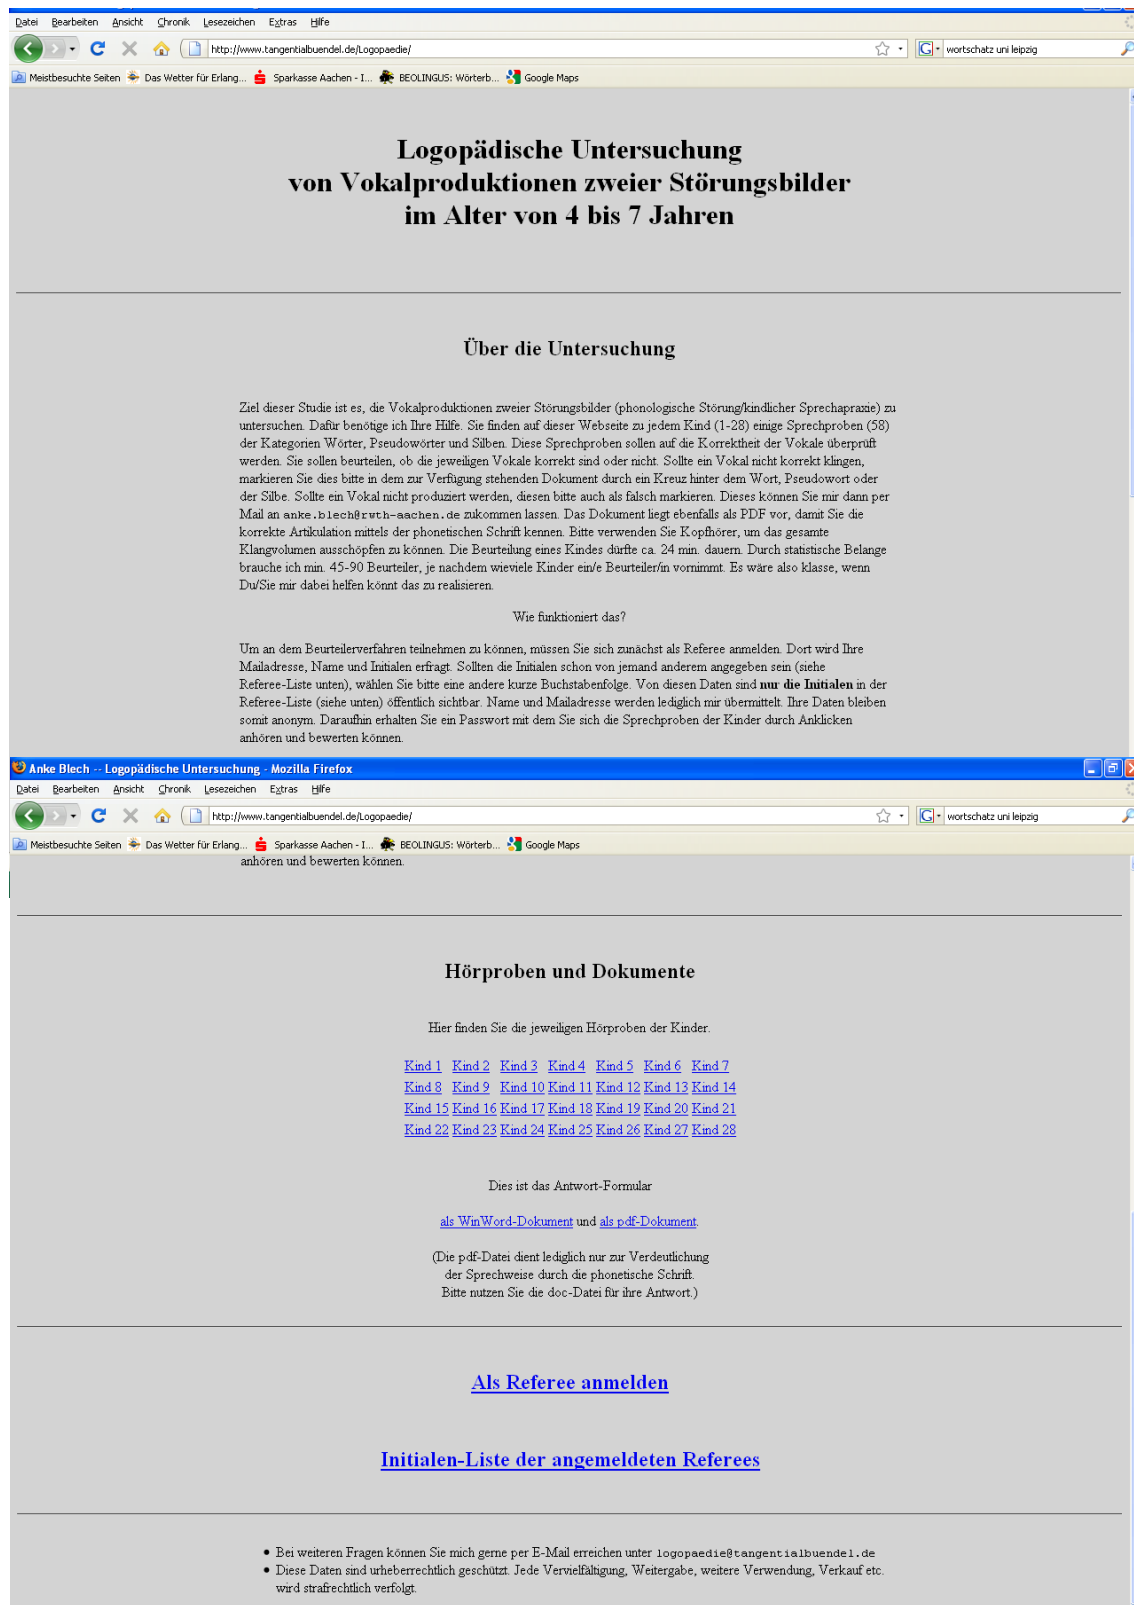 Datei Bearbeiten Ansicht Chronik Lesezeichen Extras Hilfe
http://www.tangentialbuendel.de/Logopaedie/ G wortschatz uni leipzig
Meistbesuchte Seiten Das Wetter für Erlang... Sparkasse Aachen - I... BEOLINGUS: Wörterb... Google Maps
Logopädische Untersuchung
von Vokalproduktionen zweier Störungsbilder
im Alter von 4 bis 7 Jahren
Über die Untersuchung
Ziel dieser Studie ist es, die Vokalproduktionen zweier Störungsbilder (phonologische Störung/kindlicher Sprechapraxie) zu
untersuchen. Dafür benötige ich Ihre Hilfe. Sie finden auf dieser Webseite zu jedem Kind (1-28) einige Sprechproben (58)
der Kategorien Wörter, Pseudowörter und Silben. Diese Sprechproben sollen auf die Korrektheit der Vokale überprüft
werden. Sie sollen beurteilen, ob die jeweiligen Vokale korrekt sind oder nicht. Sollte ein Vokal nicht korrekt klingen,
markieren Sie dies bitte in dem zur Verfügung stehenden Dokument durch ein Kreuz hinter dem Wort, Pseudowort oder
der Silbe. Sollte ein Vokal nicht produziert werden, diesen bitte auch als falsch markieren. Dieses können Sie mir dann per
Mail an anke.blech@rwth-aachen.de zukommen lassen. Das Dokument liegt ebenfalls als PDF vor, damit Sie die
korrekte Artikulation mittels der phonetischen Schrift kennen. Bitte verwenden Sie Kopfhörer, um das gesamte
Klangvolumen ausschöpfen zu können. Die Beurteilung eines Kindes dürfte ca. 24 min. dauern. Durch statistische Belange
brauche ich min. 45-90 Beurteiler, je nachdem wieviele Kinder ein/e Beurteiler/in vornimmt. Es wäre also klasse, wenn
Du/Sie mir dabei helfen könnt das zu realisieren.
Wie funktioniert das?
Um an dem Beurteilerverfahren teilnehmen zu können, müssen Sie sich zunächst als Referee anmelden. Dort wird Ihre
Mailadresse, Name und Initialen erfragt. Sollten die Initialen schon von jemand anderem angegeben sein (siehe
Referee-Liste unten), wählen Sie bitte eine andere kurze Buchstabenfolge. Von diesen Daten sind nur die Initialen in der
Referee-Liste (siehe unten) öffentlich sichtbar. Name und Mailadresse werden lediglich mir übermittelt. Ihre Daten bleiben
somit anonym. Daraufhin erhalten Sie ein Passwort mit dem Sie sich die Sprechproben der Kinder durch Anklicken
anhören und bewerten können.
Anke Blech -- Logopädische Untersuchung - Mozilla Firefox
Datei Bearbeiten Ansicht Chronik Lesezeichen Extras Hilfe
http://www.tangentialbuendel.de/Logopaedie/ G wortschatz uni leipzig
Meistbesuchte Seiten Das Wetter für Erlang... Sparkasse Aachen - I... BEOLINGUS: Wörterb... Google Maps
anhören und bewerten können.
Hörproben und Dokumente
Hier finden Sie die jeweiligen Hörproben der Kinder.
Kind 1 Kind 2 Kind 3 Kind 4 Kind 5 Kind 6 Kind 7
Kind 8 Kind 9 Kind 10 Kind 11 Kind 12 Kind 13 Kind 14
Kind 15 Kind 16 Kind 17 Kind 18 Kind 19 Kind 20 Kind 21
Kind 22 Kind 23 Kind 24 Kind 25 Kind 26 Kind 27 Kind 28
Dies ist das Antwort-Formular
als WinWord-Dokument und als pdf-Dokument.
(Die pdf-Datei dient lediglich nur zur Verdeutlichung
der Sprechweise durch die phonetische Schrift.
Bitte nutzen Sie die doc-Datei für ihre Antwort.)
Als Referee anmelden
Initialen-Liste der angemeldeten Referees
• Bei weiteren Fragen können Sie mich gerne per E-Mail erreichen unter logopaedie@tangentialbuendel.de
• Diese Daten sind urheberrechtlich geschützt. Jede Vervielfältigung, Weitergabe, weitere Verwendung, Verkauf etc.
wird strafrechtlich verfolgt.